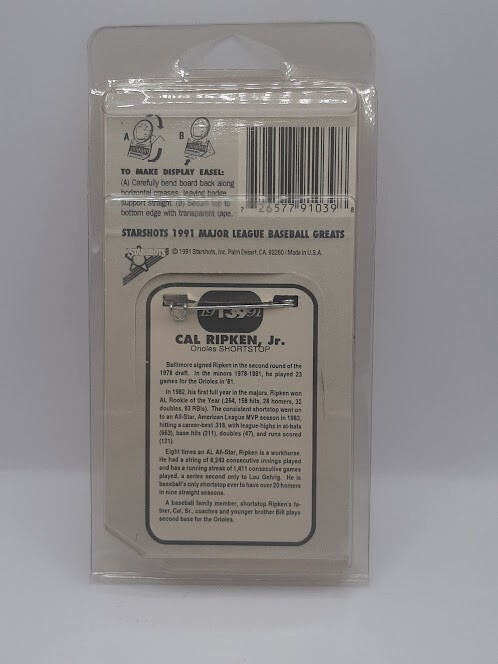 A
B
TO MAKE DISPLAY EASEL:
(A) Carefully bend board back along
horizontal creases, leaving badge
support straight. (B) Secure top to
bottom edge with transparent tape.
7 26577 91039 8
STARSHOTS 1991 MAJOR LEAGUE BASEBALL GREATS
Starshots
© 1991 Starshots, Inc. Palm Desert, CA. 92260 / Made in U.S.A.
19 139 91
CAL RIPKEN, Jr.
Orioles SHORTSTOP
Baltimore signed Ripken in the second round of the
1978 draft. In the minors 1978-1981, he played 23
games for the Orioles in '81.
In 1982, his first full year in the majors, Ripken won
AL Rookie of the Year (.264, 158 hits, 28 homers, 32
doubles, 93 RBIs). The consistent shortstop went on
to an All-Star, American League MVP season in 1983,
hitting a career-best .318, with league-highs in at-bats
(663), base hits (211), doubles (47), and runs scored
(121).
Eight times an AL All-Star, Ripken is a workhorse.
He had a string of 8,243 consecutive innings played
and has a running streak of 1,411 consecutive games
played, a series second only to Lou Gehrig. He is
baseball's only shortstop ever to have over 20 homers
in nine straight seasons.
A baseball family member, shortstop Ripken's fa-
ther, Cal, Sr., coaches and younger brother Bill plays
second base for the Orioles.